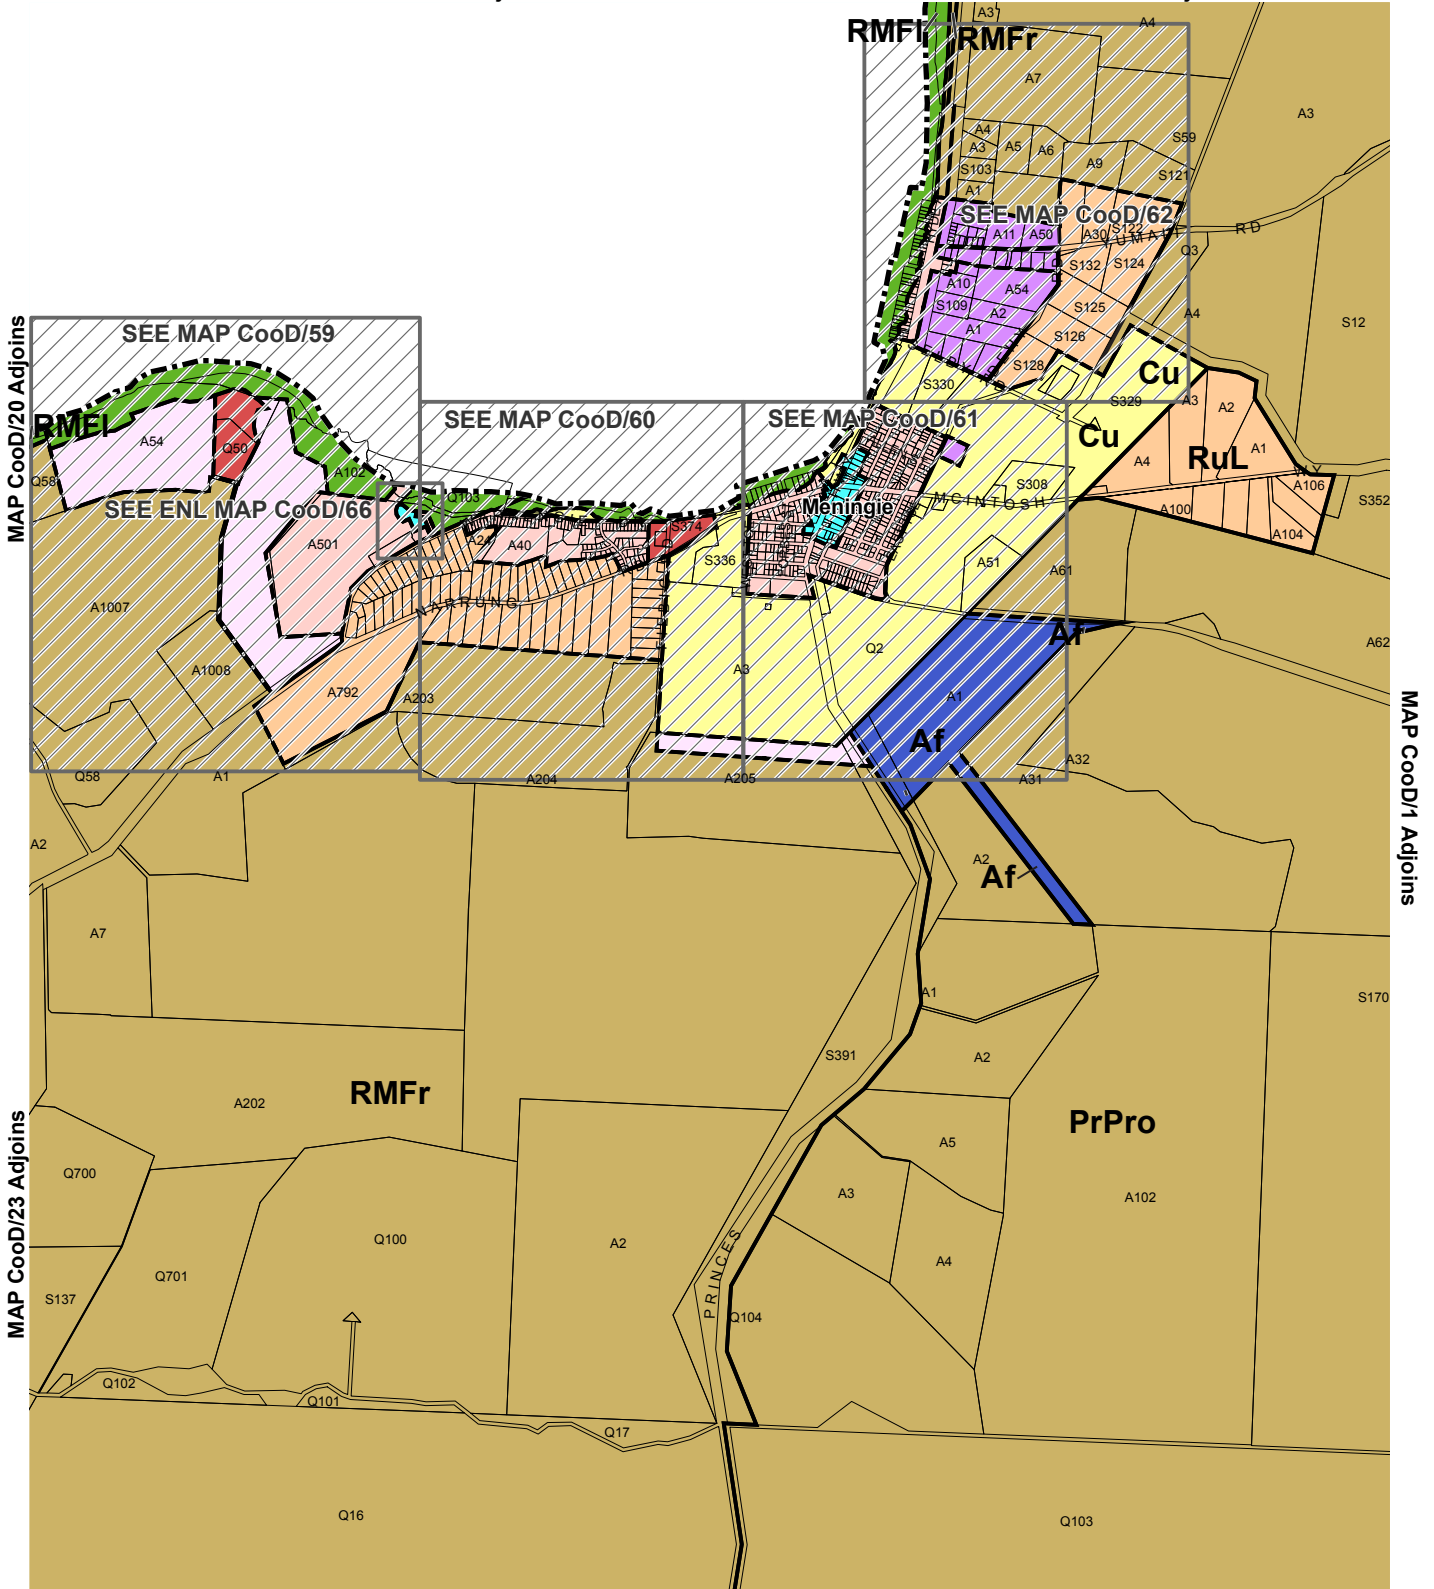 A3
A4
RMFl
RMFr
A7
A3
A4
A3
A5
A6
S59
S103
A9
S121
A1
SEE MAP CooD/62
S122
A11
A50
A30
YUMALI RD
Q3
S132
S124
A10
A54
S109
A2
S125
A4
A1
S126
S12
SEE MAP CooD/59
MAP CooD/20 Adjoins
S128
Cu
S330
S329
A3
A2
SEE MAP CooD/60
SEE MAP CooD/61
RMFl
Cu
A54
Q50
A1
RuL
A4
A102
WY
Q58
S308
A106
Q103
MCINTOSH
S352
SEE ENL MAP CooD/66
Meningie
A100
S374
A104
A501
A24
A40
S336
A51
A61
A1007
NARRUNG
Af
A62
Q2
A1008
A3
A792
A203
A1
MAP CooD/1 Adjoins
Af
A32
Q58
A1
A204
A205
A31
A2
A2
Af
A7
A1
S170
S391
A2
RMFr
A202
PrPro
A5
MAP CooD/23 Adjoins
Q700
A3
A102
Q100
A2
A4
Q701
PRINCES
S137
Q104
Q102
Q101
Q17
Q16
Q103